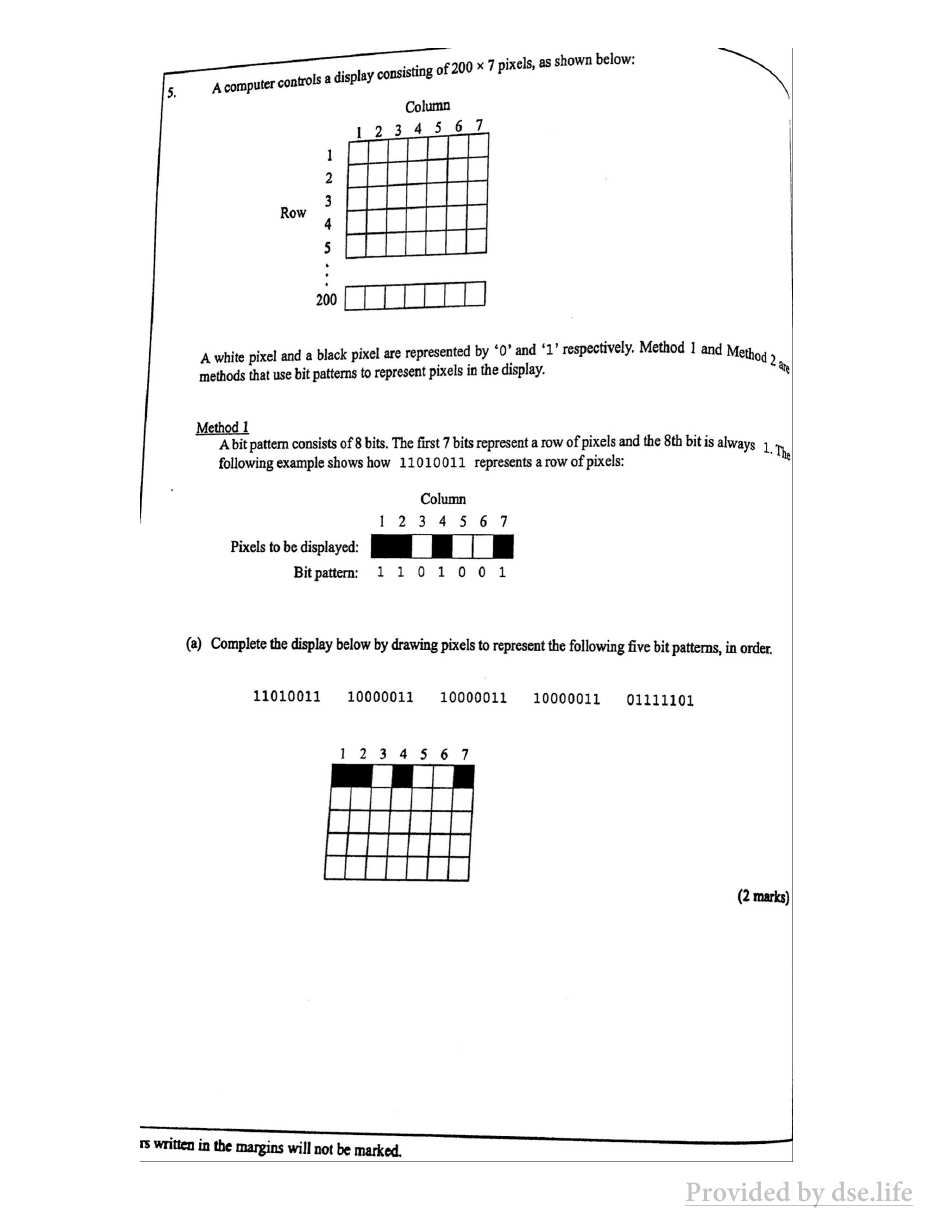 5. A computer controls a display consisting of 200 × 7 pixels, as shown below:
Column
1 2 3 4 5 6 7
1
2
3
Row
4
5
200
A white pixel and a black pixel are represented by ‘0’ and ‘1’ respectively. Method 1 and Method 2 are
methods that use bit patterns to represent pixels in the display.
Method 1
A bit pattern consists of 8 bits. The first 7 bits represent a row of pixels and the 8th bit is always 1. The
following example shows how 11010011 represents a row of pixels:
Column
1 2 3 4 5 6 7
Pixels to be displayed:
Bit pattern: 1 1 0 1 0 0 1
(a) Complete the display below by drawing pixels to represent the following five bit patterns, in order.
11010011 10000011 10000011 10000011 01111101
1 2 3 4 5 6 7
(2 marks)
rs written in the margins will not be marked.
Provided by dse.life